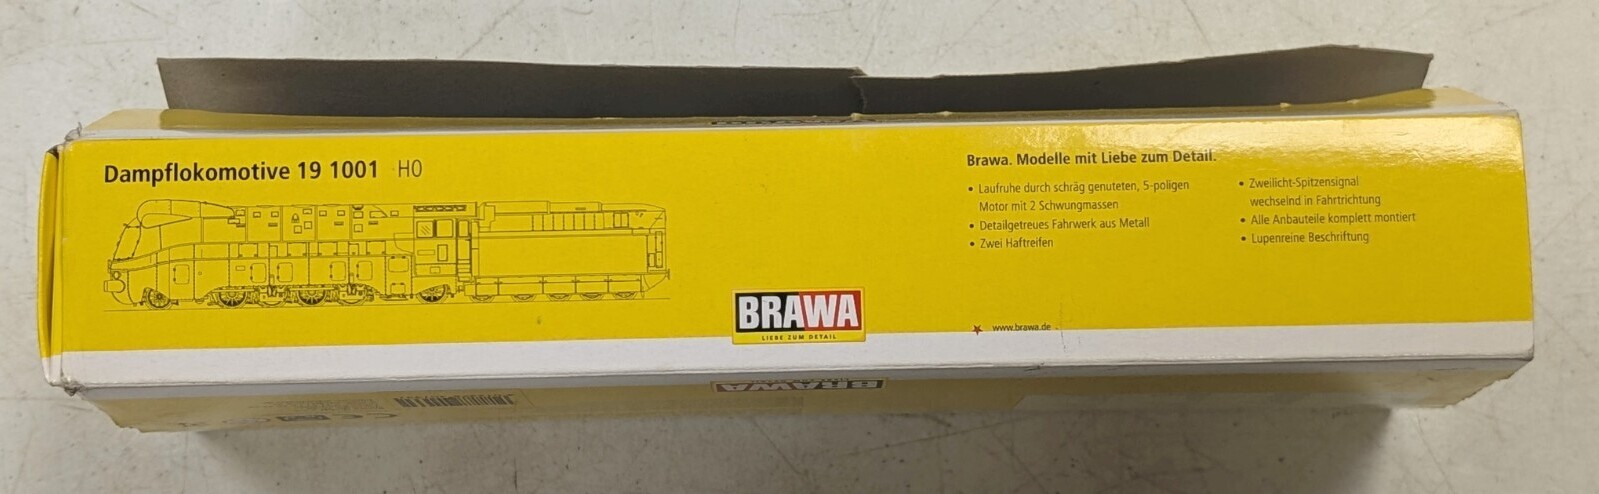 Dampflokomotive 19 1001 · H0
Brawa. Modelle mit Liebe zum Detail.
• Laufruhe durch schräg genuteten, 5-poligen
Motor mit 2 Schwungmassen
• Detailgetreues Fahrwerk aus Metall
• Zwei Haftreifen
• Zweilicht-Spitzensignal
wechselnd in Fahrtrichtung
• Alle Anbauteile komplett montiert
• Lupenreine Beschriftung
BRAWA
LIEBE ZUM DETAIL
www.brawa.de
BRAWA